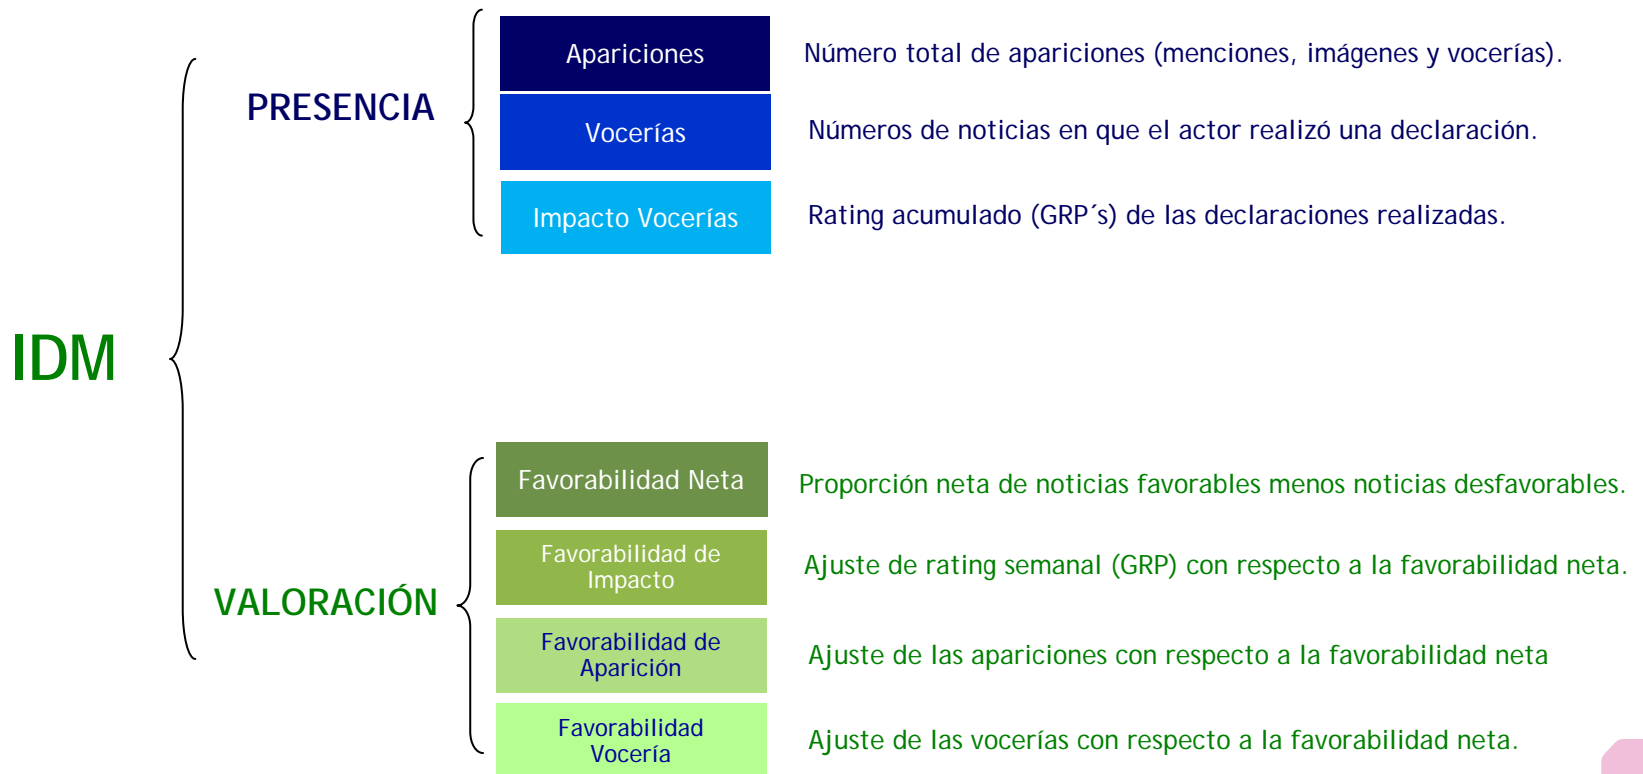 IDM
PRESENCIA
Apariciones
Número total de apariciones (menciones, imágenes y vocerías).
Vocerías
Números de noticias en que el actor realizó una declaración.
Impacto Vocerías
Rating acumulado (GRP´s) de las declaraciones realizadas.
VALORACIÓN
Favorabilidad Neta
Proporción neta de noticias favorables menos noticias desfavorables.
Favorabilidad de
Impacto
Ajuste de rating semanal (GRP) con respecto a la favorabilidad neta.
Favorabilidad de
Aparición
Ajuste de las apariciones con respecto a la favorabilidad neta
Favorabilidad
Vocería
Ajuste de las vocerías con respecto a la favorabilidad neta.